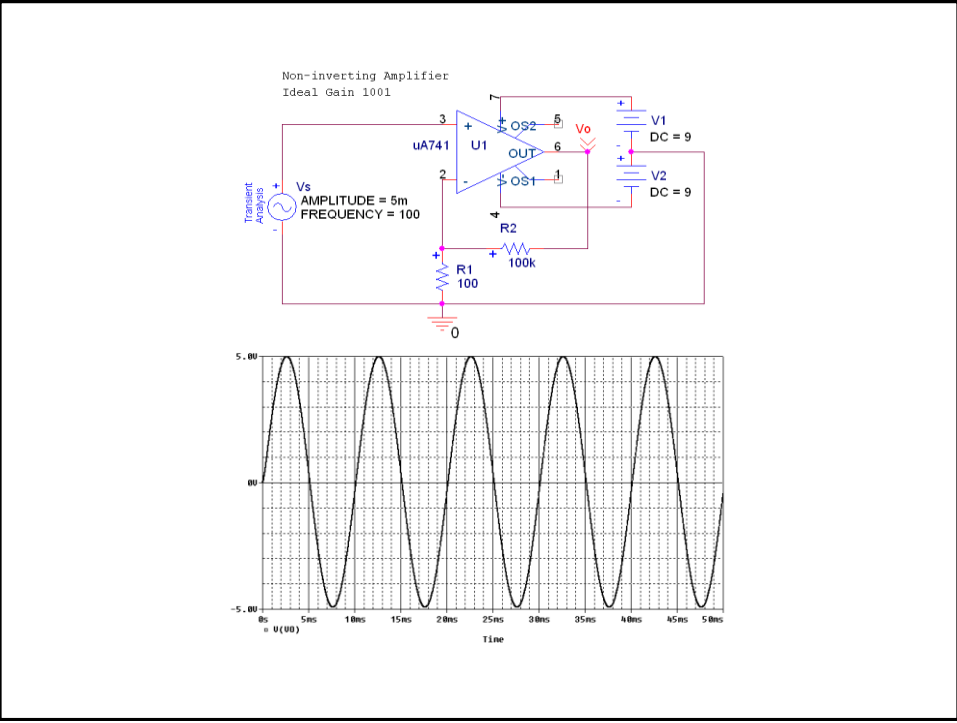 Non-inverting Amplifier
Ideal Gain 1001
7
3
+
OS2
5
Vo
+
V1
DC = 9
-
uA741
U1
OUT
6
2
-
OS1
1
+
V2
DC = 9
-
Transient
Analysis
+
Vs
AMPLITUDE = 5m
FREQUENCY = 100
-
4
R2
+
100k
+
R1
100
0
5.0V
0V
-5.0V
0s 5ms 10ms 15ms 20ms 25ms 30ms 35ms 40ms 45ms 50ms
V(VO)
Time